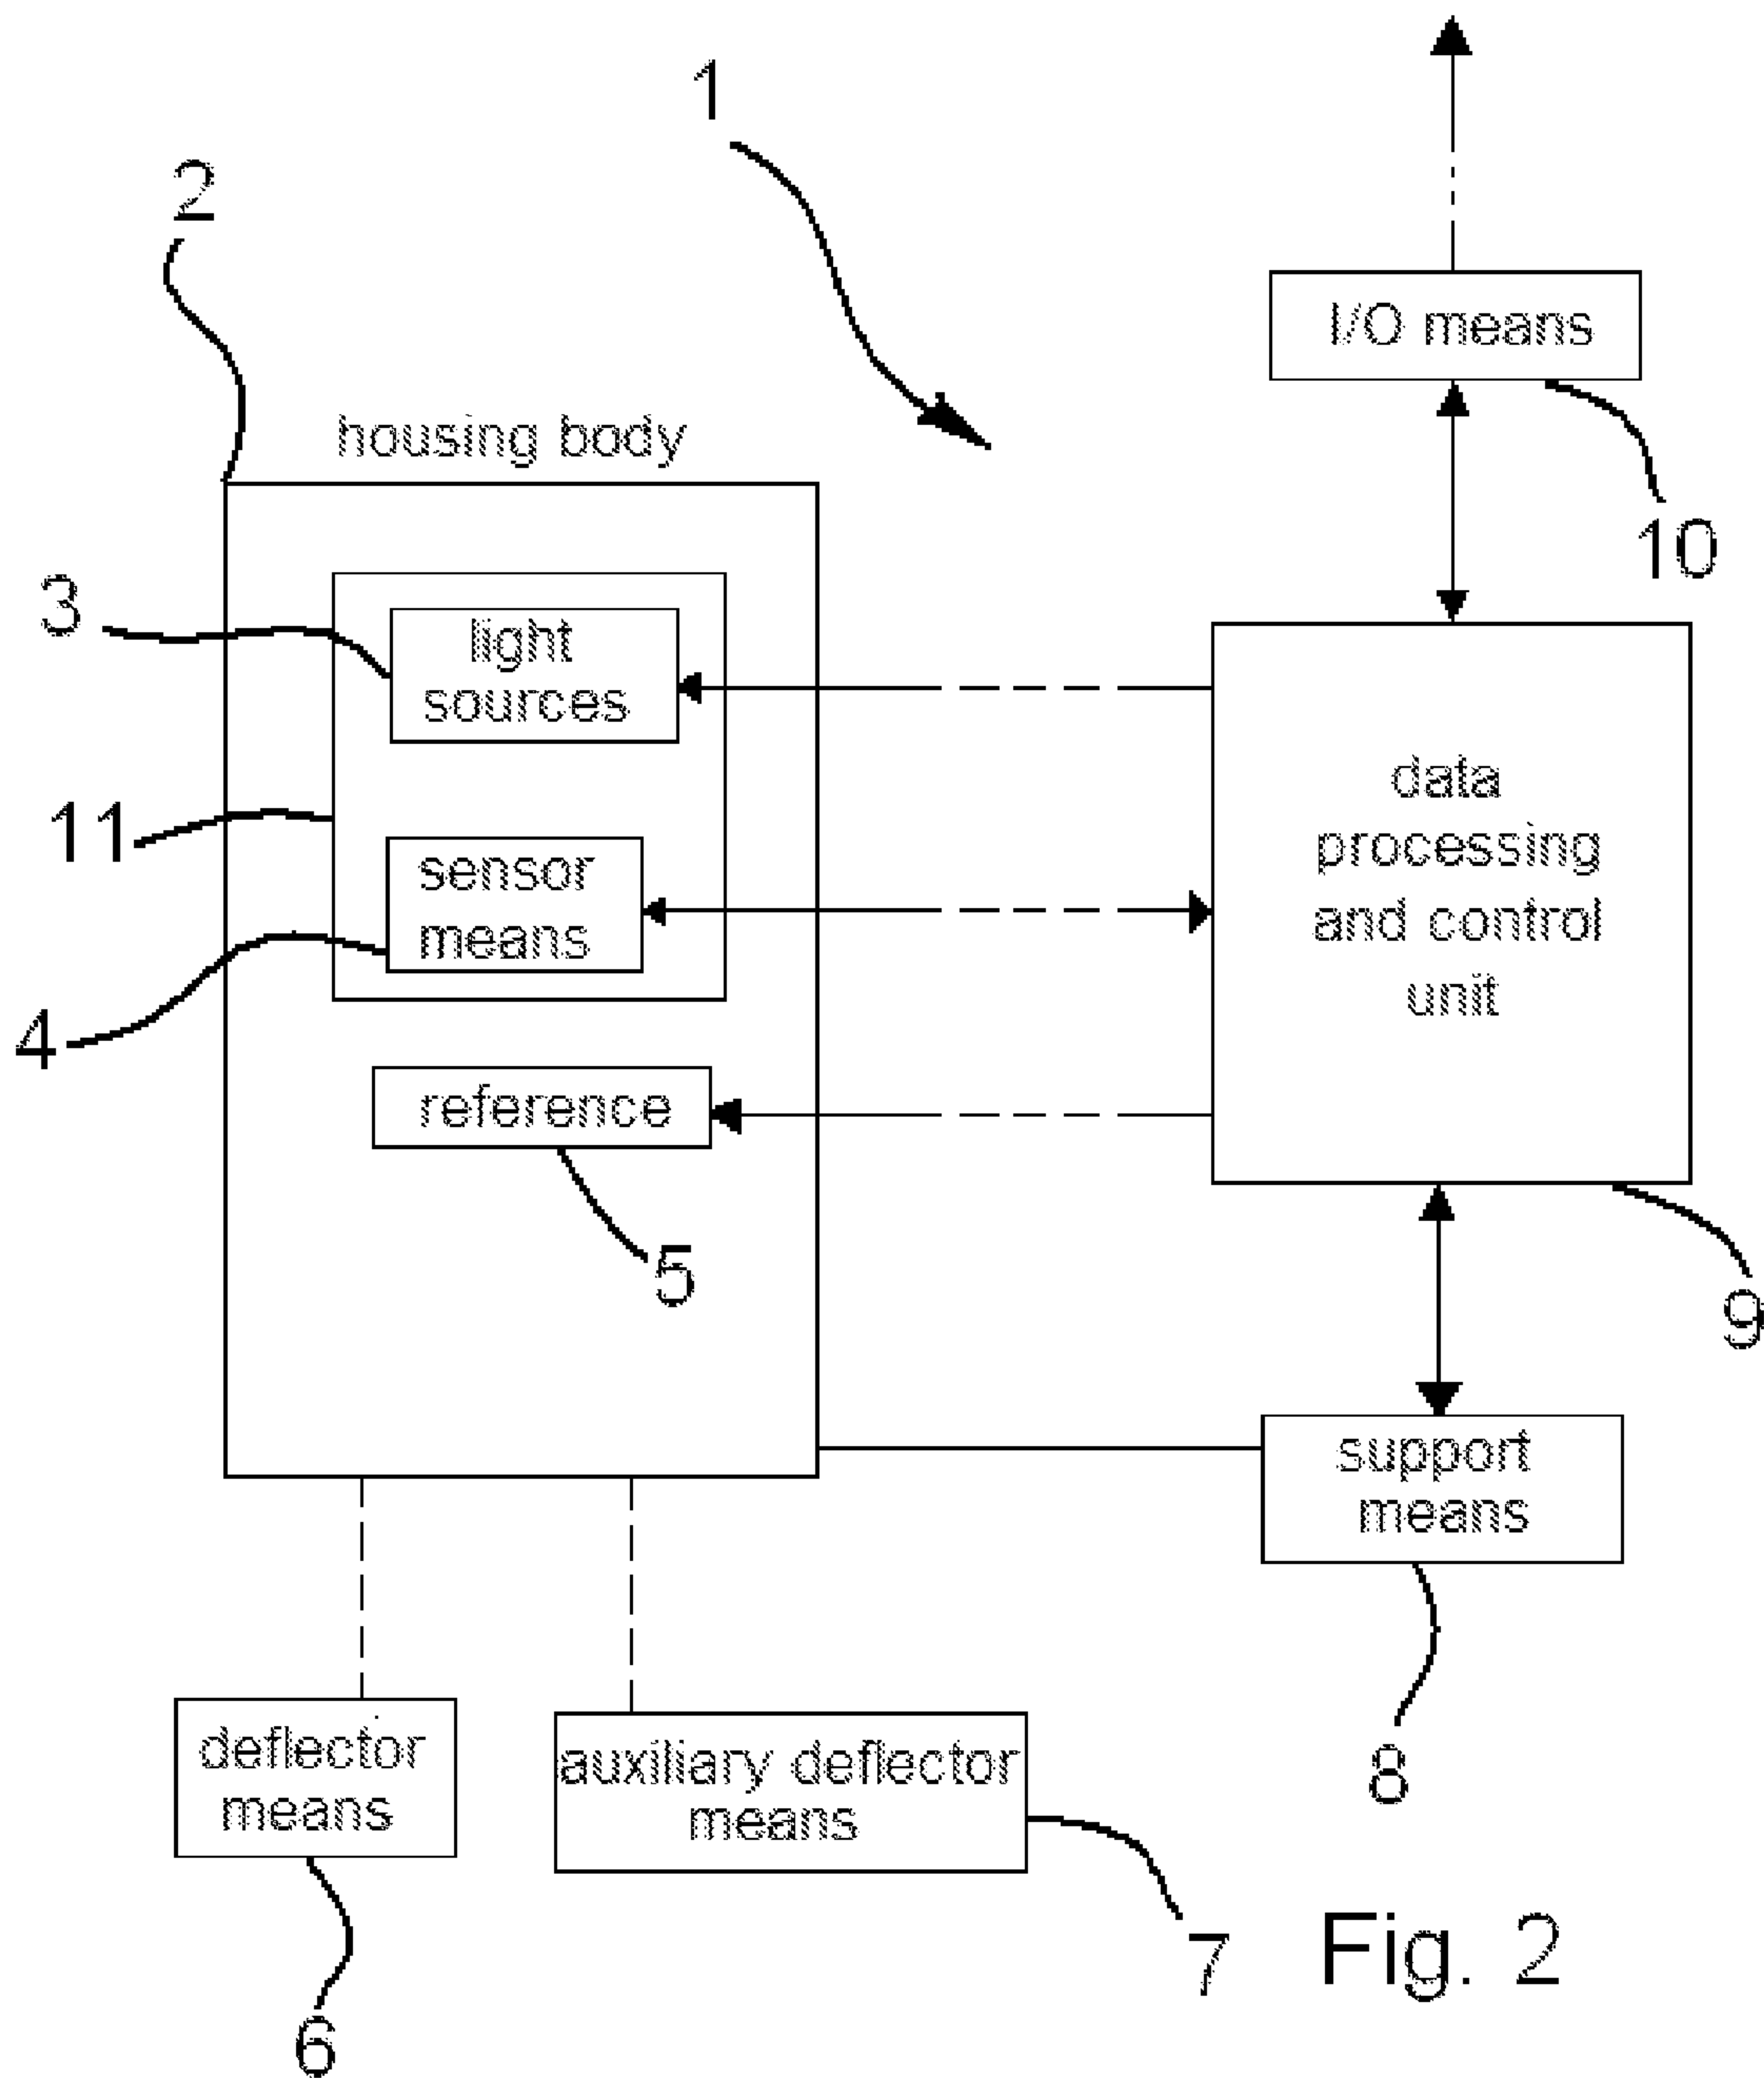 1
2
I/O means
housing body
10
3
light
sources
data
processing
and control
unit
11
sensor
means
4
reference
5
9
support
means
deflector
means
auxiliary deflector
means
8
7
Fig. 2
6